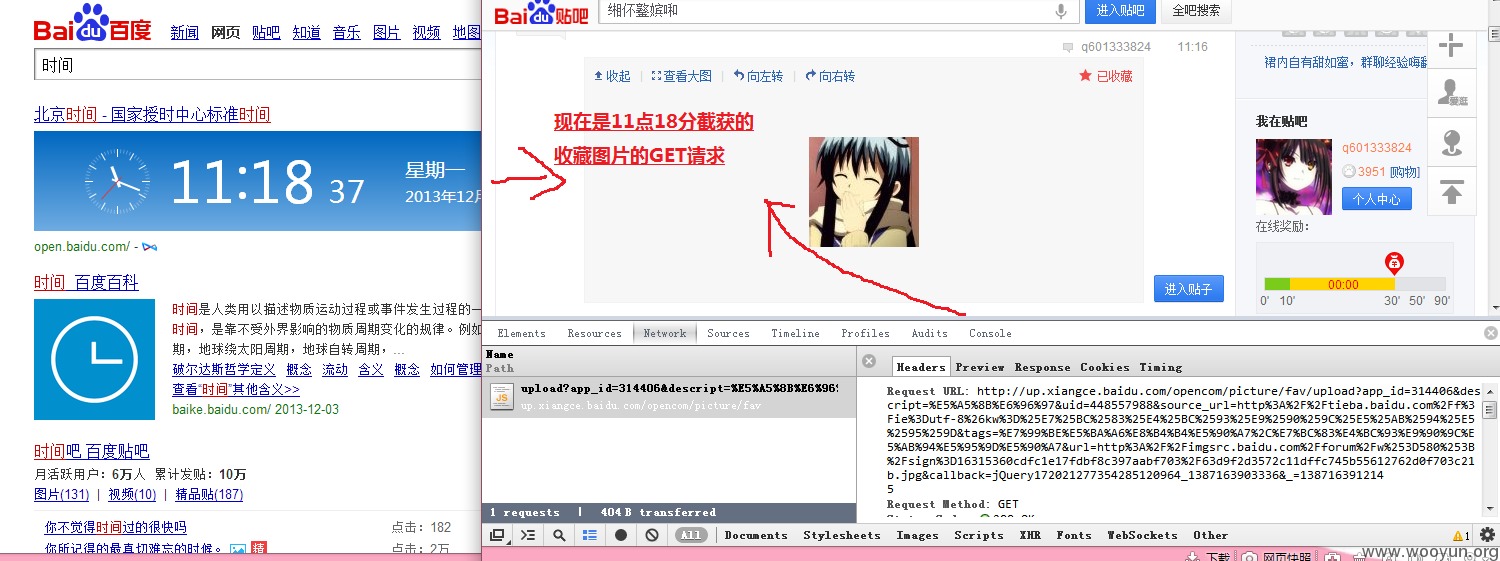 Bai du 百度
新闻 网页 贴吧 知道 音乐 图片 视频 地图
时间
北京时间 - 国家授时中心标准时间
11:18 37
星期一
2013年12月
open.baidu.com/ -
时间_百度百科
时间是人类用以描述物质运动过程或事件发生过程的一
时间，是靠不受外界影响的物质周期变化的规律。例如
期，地球绕太阳周期，地球自转周期，...
破尔达斯哲学定义 概念 流动 含义 概念 如何管理
查看"时间"其他含义>>
baike.baidu.com/ 2013-12-03
时间吧_百度贴吧
月活跃用户：6万人 累计发贴：10万
图片(131) | 视频(10) | 精品贴(187)
你不觉得时间过的很快吗 点击：182
你所记得的最真切难忘的时候。 精 点击：2万
Bai du 贴吧
进入贴吧 全吧搜索
q601333824 11:16
收起 | 查看大图 | 向左转 | 向右转 已收藏
现在是11点18分截获的
收藏图片的GET请求
进入贴子
裙内自有甜如蜜，群聊经验嗨翻
我在贴吧
q601333824
3951 [购物]
个人中心
在线奖励：
00:00
0' 10' 30' 50' 90'
爱逛
Elements Resources Network Sources Timeline Profiles Audits Console
Name
Path
upload?app_id=314406&descript=%E5%A5%8B%E6%96%
up.xiangce.baidu.com/opencom/picture/fav
1 requests | 404 B transferred
Headers Preview Response Cookies Timing
Request URL: http://up.xiangce.baidu.com/opencom/picture/fav/upload?app_id=314406&des
cript=%E5%A5%8B%E6%96%97&uid=448557988&source_url=http%3A%2F%2Ftieba.baidu.com%2Ff%3
Fie%3Dutf-8%26kw%3D%25E7%25BC%2583%25E4%25BC%2593%25E9%2590%259C%25E5%25AB%2594%25E5
%2595%259D&tags=%E7%99%BE%E5%BA%A6%E8%B4%B4%E5%90%A7%2C%E7%BC%83%E4%BC%93%E9%90%9C%E
5%AB%94%E5%95%9D%E5%90%A7&url=http%3A%2F%2Fimgsrc.baidu.com%2Fforum%2Fw%253D580%253B
%2Fsign%3D16315360cdfc1e17fdbf8c397aabf703%2F63d9f2d3572c11dffc745b55612762d0f703c21
b.jpg&callback=jQuery172021277354285120964_1387163903336&_=138716391214
5
Request Method: GET
All Documents Stylesheets Images Scripts XHR Fonts WebSockets Other
1
下载 网页快照
www.wooyun.org